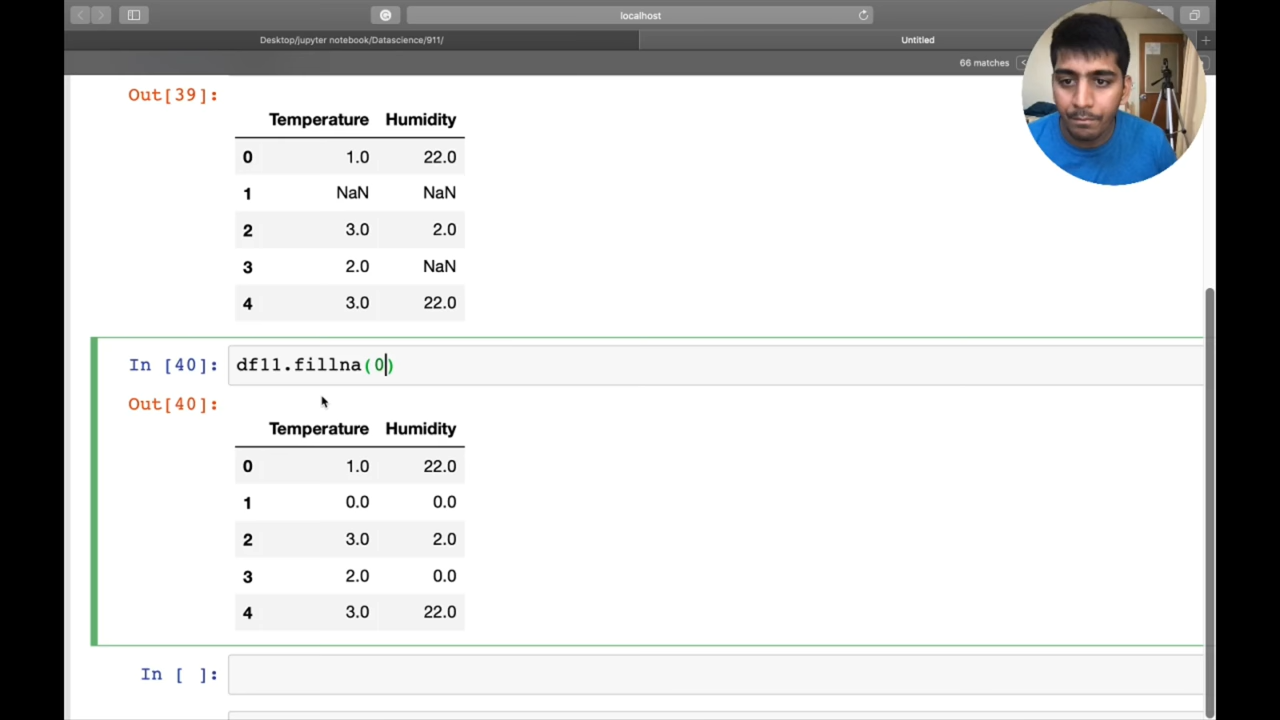 localhost
Desktop/jupyter notebook/Datascience/911/ Untitled
66 matches
Out[39]:
Temperature Humidity
0 1.0 22.0
1 NaN NaN
2 3.0 2.0
3 2.0 NaN
4 3.0 22.0
In [40]: df11.fillna(0)
Out[40]:
Temperature Humidity
0 1.0 22.0
1 0.0 0.0
2 3.0 2.0
3 2.0 0.0
4 3.0 22.0
In [ ]: